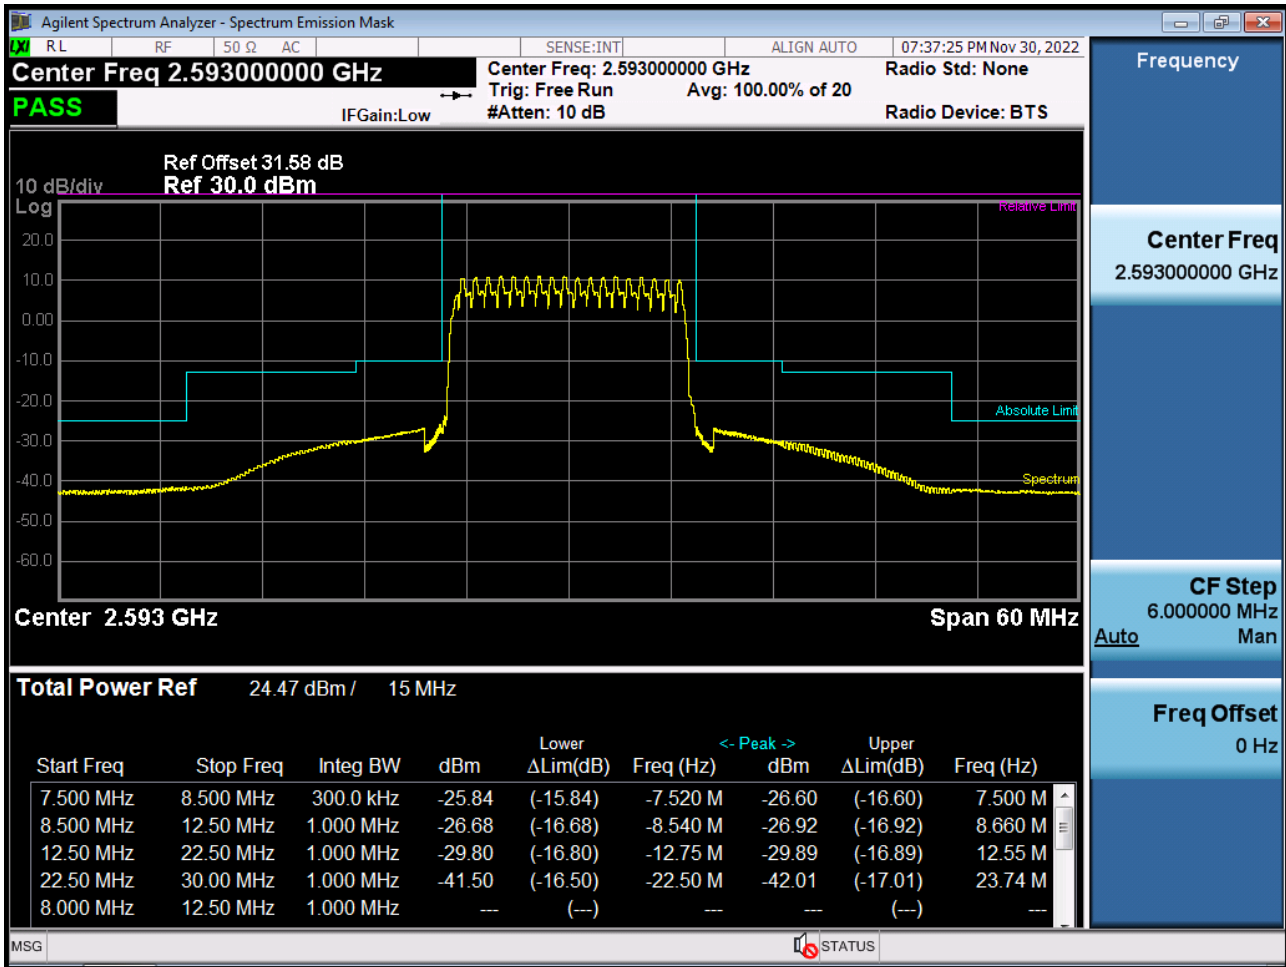 Agilent Spectrum Analyzer - Spectrum Emission Mask
LXI RL RF 50 Ω AC SENSE:INT ALIGN AUTO 07:37:25 PM Nov 30, 2022
Center Freq 2.593000000 GHz Center Freq: 2.593000000 GHz Radio Std: None
Trig: Free Run Avg: 100.00% of 20
PASS IFGain:Low #Atten: 10 dB Radio Device: BTS
Ref Offset 31.58 dB
10 dB/div Ref 30.0 dBm
Log
Relative Limit
20.0
10.0
0.00
-10.0
-20.0
Absolute Limit
-30.0
-40.0
Spectrum
-50.0
-60.0
Center 2.593 GHz Span 60 MHz
Total Power Ref 24.47 dBm / 15 MHz
Lower <- Peak -> Upper
Start Freq Stop Freq Integ BW dBm ΔLim(dB) Freq (Hz) dBm ΔLim(dB) Freq (Hz)
7.500 MHz 8.500 MHz 300.0 kHz -25.84 (-15.84) -7.520 M -26.60 (-16.60) 7.500 M
8.500 MHz 12.50 MHz 1.000 MHz -26.68 (-16.68) -8.540 M -26.92 (-16.92) 8.660 M
12.50 MHz 22.50 MHz 1.000 MHz -29.80 (-16.80) -12.75 M -29.89 (-16.89) 12.55 M
22.50 MHz 30.00 MHz 1.000 MHz -41.50 (-16.50) -22.50 M -42.01 (-17.01) 23.74 M
8.000 MHz 12.50 MHz 1.000 MHz --- (---) --- --- (---) ---
MSG STATUS
Frequency
Center Freq
2.593000000 GHz
CF Step
6.000000 MHz
Auto Man
Freq Offset
0 Hz